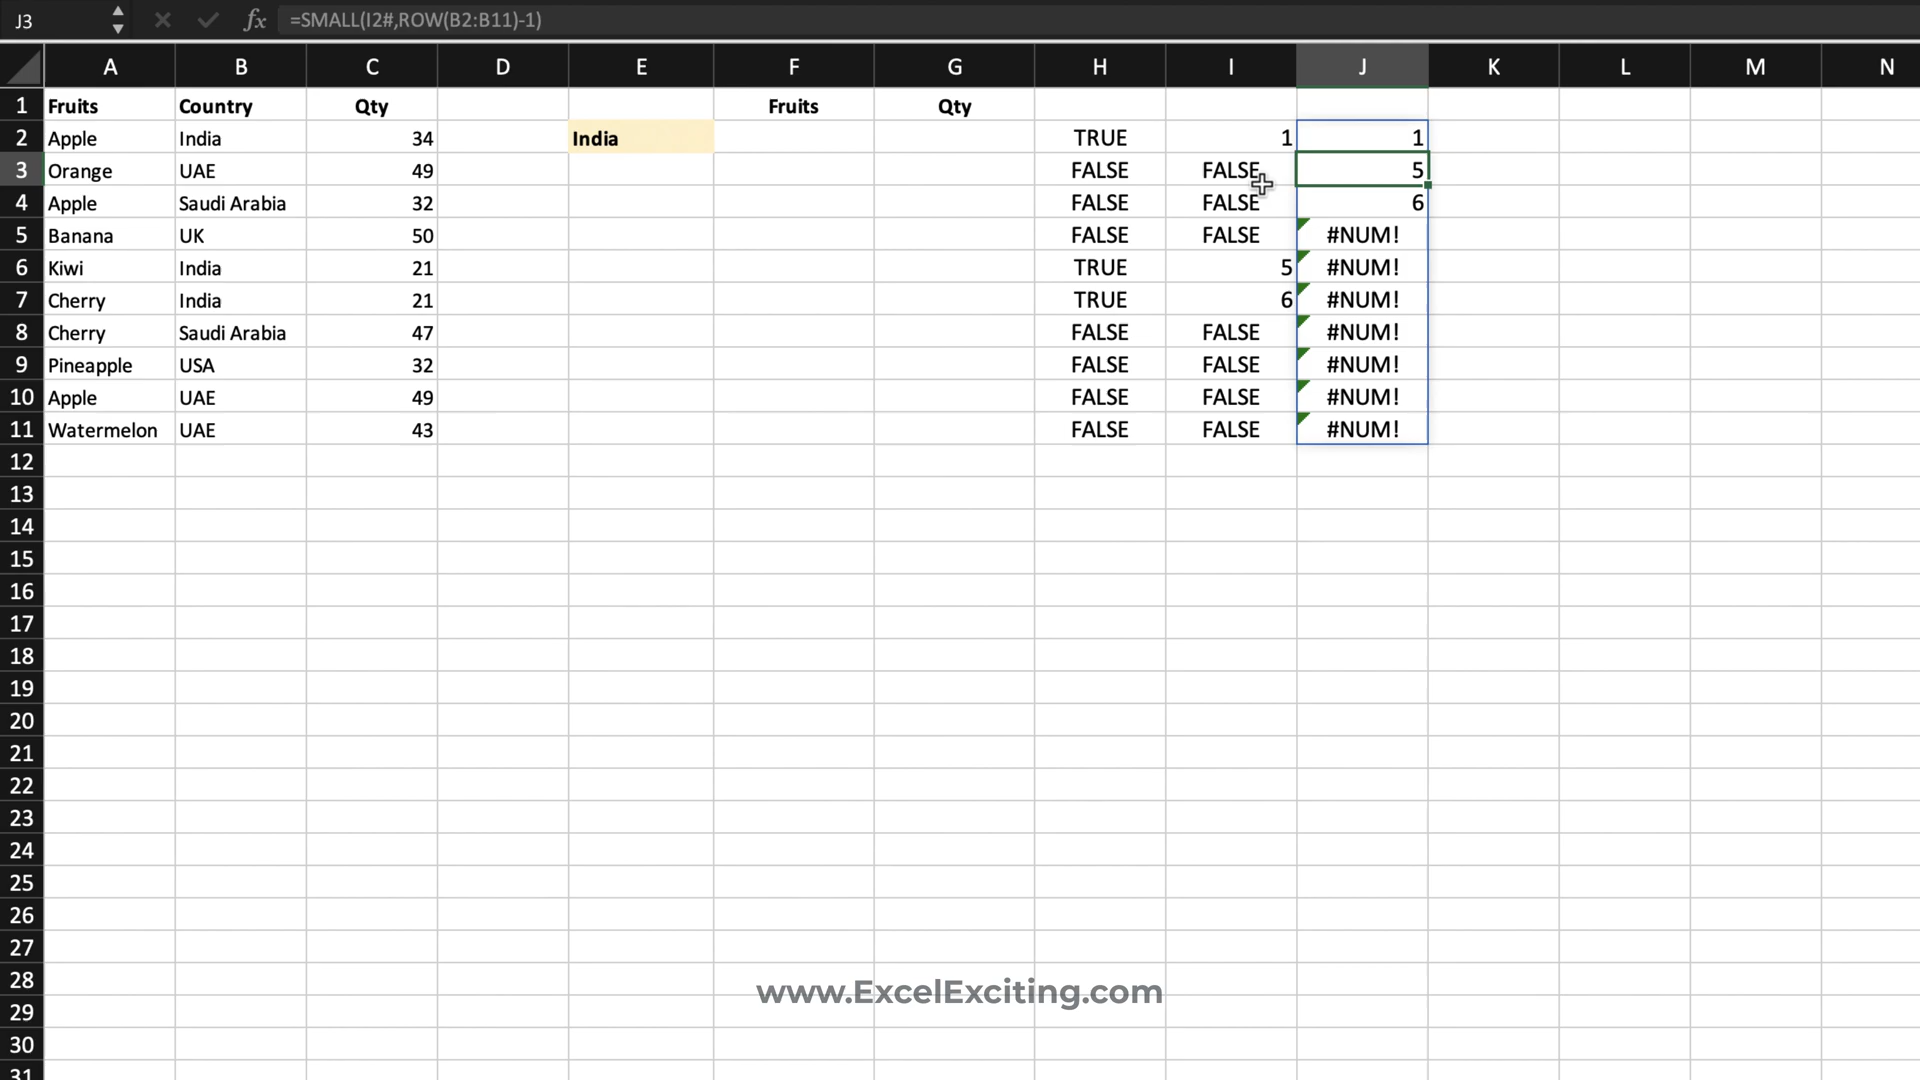 J3 fx =SMALL(I2#,ROW(B2:B11)-1)
A B C D E F G H I J K L M N
1 Fruits Country Qty Fruits Qty
2 Apple India 34 India TRUE 1 1
3 Orange UAE 49 FALSE FALSE 5
4 Apple Saudi Arabia 32 FALSE FALSE 6
5 Banana UK 50 FALSE FALSE #NUM!
6 Kiwi India 21 TRUE 5 #NUM!
7 Cherry India 21 TRUE 6 #NUM!
8 Cherry Saudi Arabia 47 FALSE FALSE #NUM!
9 Pineapple USA 32 FALSE FALSE #NUM!
10 Apple UAE 49 FALSE FALSE #NUM!
11 Watermelon UAE 43 FALSE FALSE #NUM!
12
13
14
15
16
17
18
19
20
21
22
23
24
25
26
27
28
www.ExcelExciting.com
29
30
31